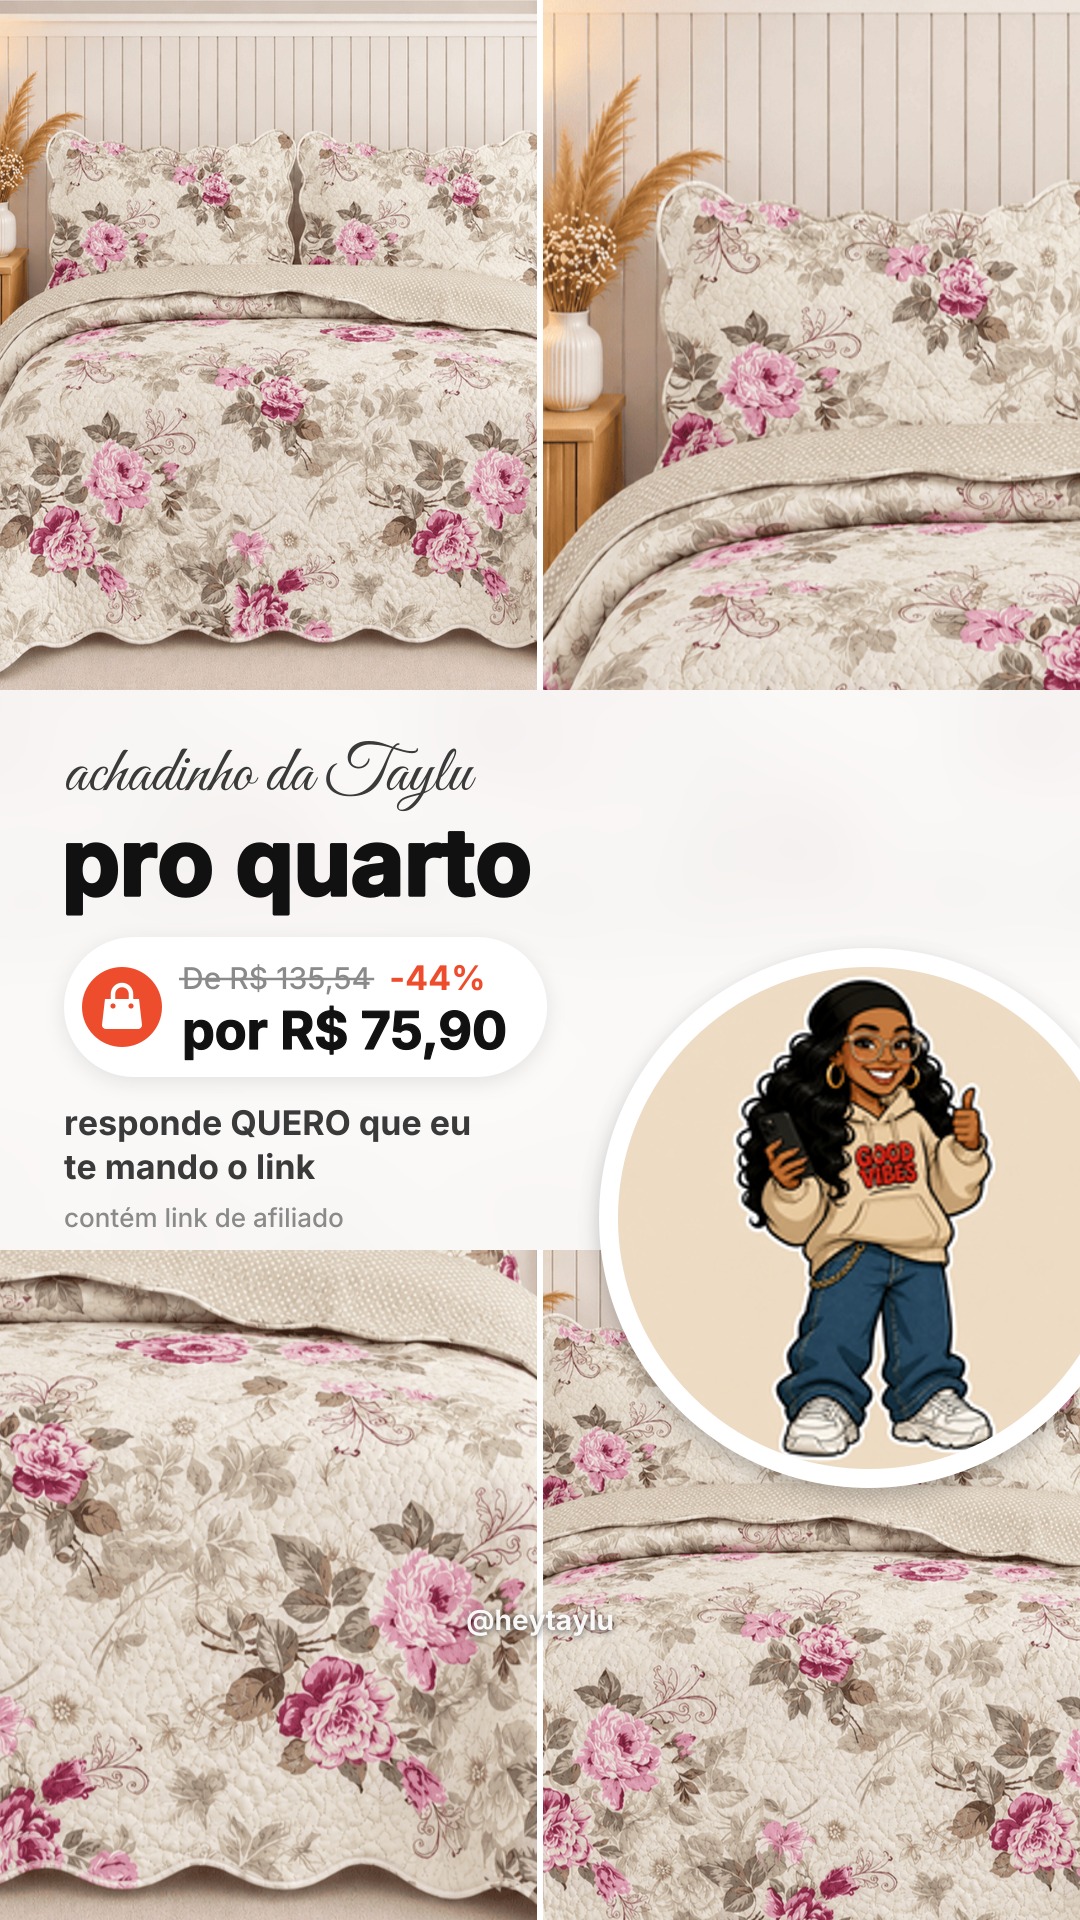 achadinho da Taylu
pro quarto
De R$ 135,54 -44%
por R$ 75,90
responde QUERO que eu
te mando o link
contém link de afiliado
GOOD
VIBES
@heytaylu